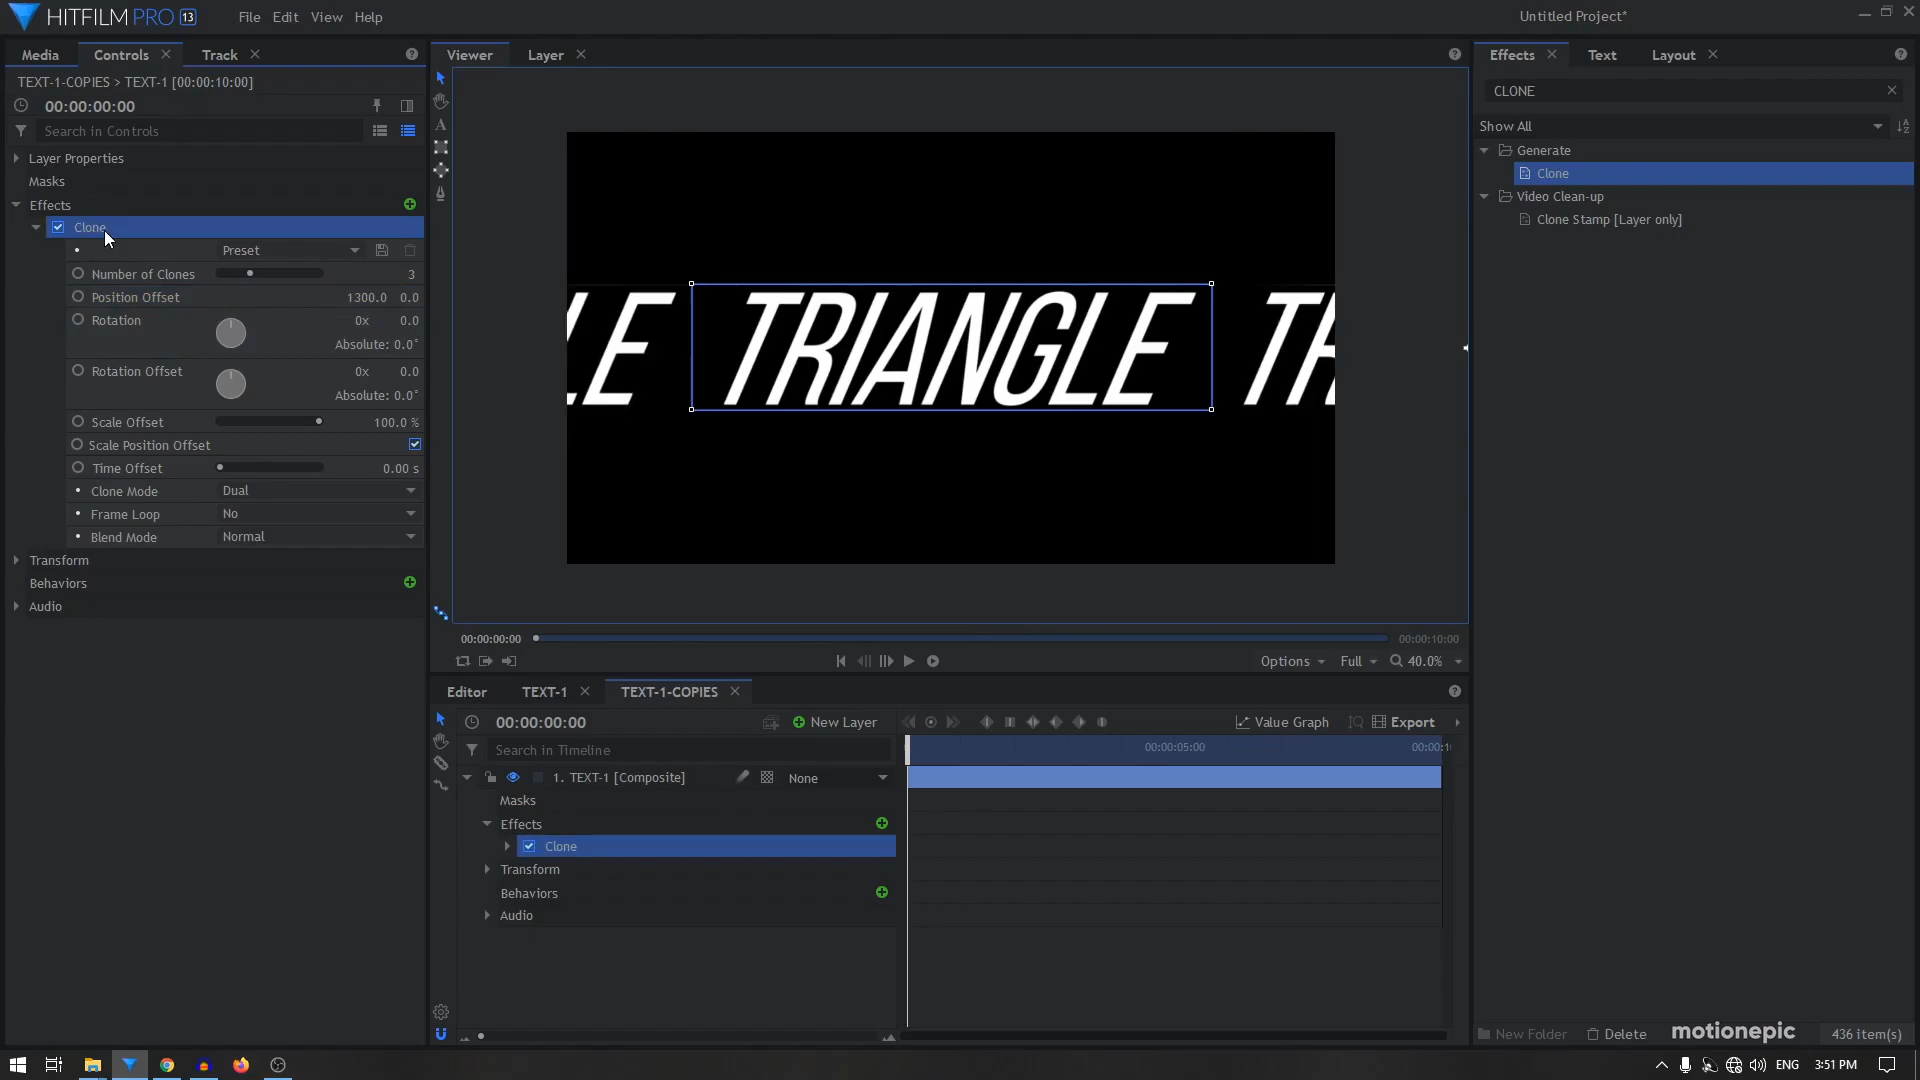 HITFILM PRO 13
File Edit View Help
Untitled Project*
Media Controls Track
Viewer Layer
Effects Text Layout
TEXT-1-COPIES > TEXT-1 [00:00:10:00]
00:00:00:00
Search in Controls
Layer Properties
Masks
Effects
Clone
Preset
Number of Clones 3
Position Offset 1300.0 0.0
Rotation 0x 0.0
Absolute: 0.0°
Rotation Offset 0x 0.0
Absolute: 0.0°
Scale Offset 100.0 %
Scale Position Offset
Time Offset 0.00 s
Clone Mode Dual
Frame Loop No
Blend Mode Normal
Transform
Behaviors
Audio
LE TRIANGLE TR
00:00:00:00 00:00:10:00
Options Full 40.0%
CLONE
Show All
Generate
Clone
Video Clean-up
Clone Stamp [Layer only]
Editor TEXT-1 TEXT-1-COPIES
00:00:00:00 New Layer Value Graph Export
Search in Timeline 00:00:05:00 00:00:1
1. TEXT-1 [Composite] None
Masks
Effects
Clone
Transform
Behaviors
Audio
New Folder Delete motionepic 436 item(s)
ENG 3:51 PM